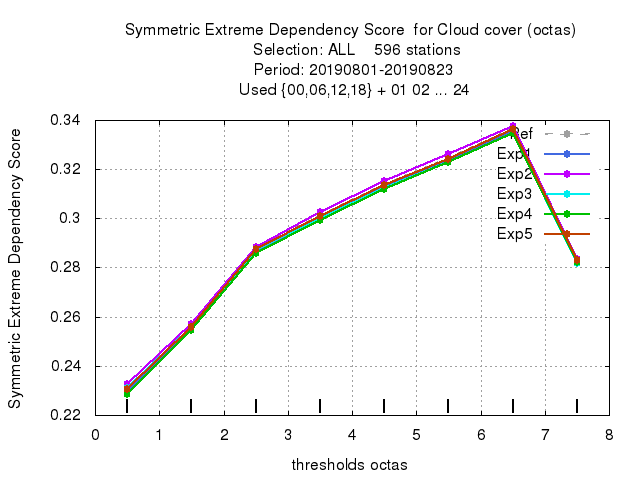 Symmetric Extreme Dependency Score  for Cloud cover (octas)
Selection: ALL    596 stations
Period: 20190801-20190823
Used {00,06,12,18} + 01 02 ... 24
Symmetric Extreme Dependency Score
0.34
0.32
0.3
0.28
0.26
0.24
0.22
Ref
Exp1
Exp2
Exp3
Exp4
Exp5
0 1 2 3 4 5 6 7 8
thresholds octas